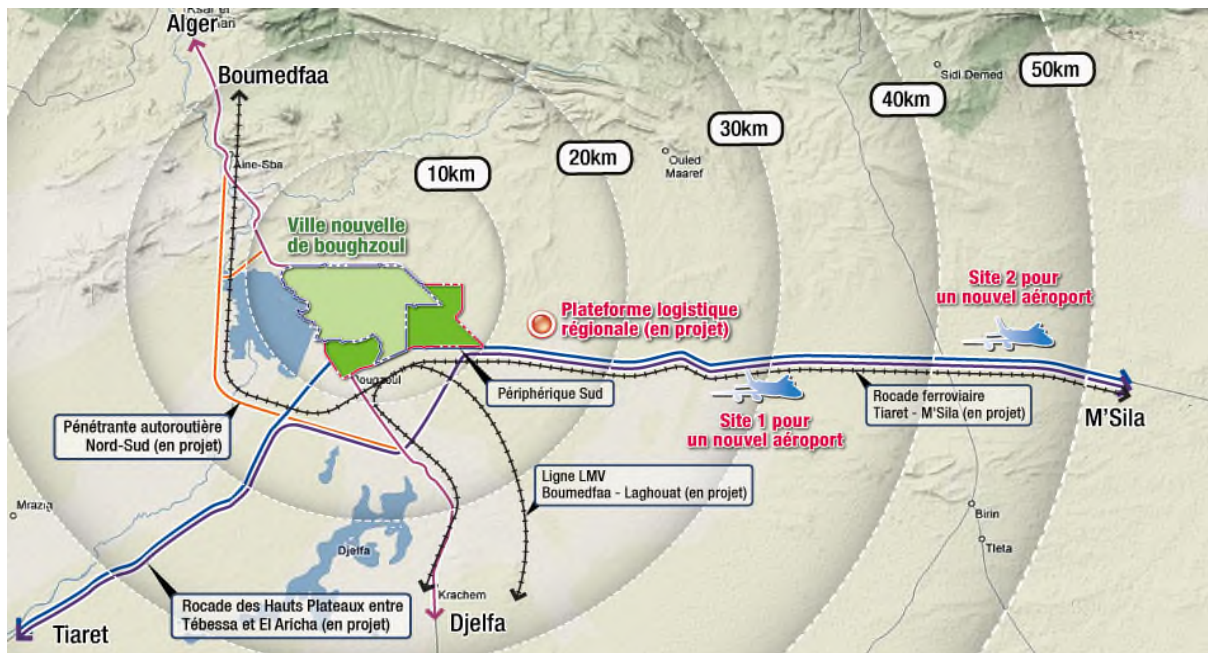 Alger
Boumedfaa
Aine-Sba
10km
20km
30km
40km
50km
Sidi Demed
Ouled
Maaref
Ville nouvelle
de boughzoul
Plateforme logistique
régionale (en projet)
Site 2 pour
un nouvel aéroport
Périphérique Sud
Site 1 pour
un nouvel aéroport
Rocade ferroviaire
Tiaret - M'Sila (en projet)
M'Sila
Pénétrante autoroutière
Nord-Sud (en projet)
Ligne LMV
Boumedfaa - Laghouat (en projet)
Mrazia
Birin
Tleta
Djelfa
Krachem
Rocade des Hauts Plateaux entre
Tébessa et El Aricha (en projet)
Tiaret
Djelfa